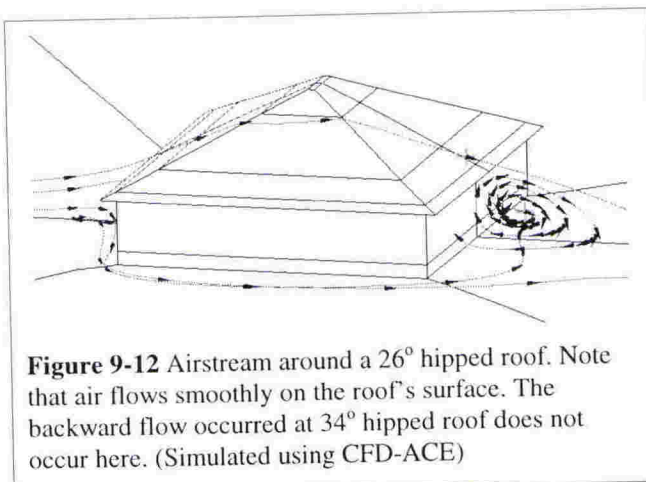 Figure 9-12 Airstream around a 26° hipped roof. Note
that air flows smoothly on the roof's surface. The
backward flow occurred at 34° hipped roof does not
occur here. (Simulated using CFD-ACE)